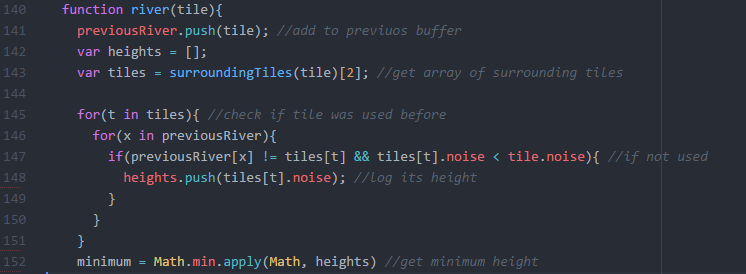 140 function river(tile){
141 previousRiver.push(tile); //add to previuos buffer
142 var heights = [];
143 var tiles = surroundingTiles(tile)[2]; //get array of surrounding tiles
144
145 for(t in tiles){ //check if tile was used before
146 for(x in previousRiver){
147 if(previousRiver[x] != tiles[t] && tiles[t].noise < tile.noise){ //if not used
148 heights.push(tiles[t].noise); //log its height
149 }
150 }
151 }
152 minimum = Math.min.apply(Math, heights) //get minimum height